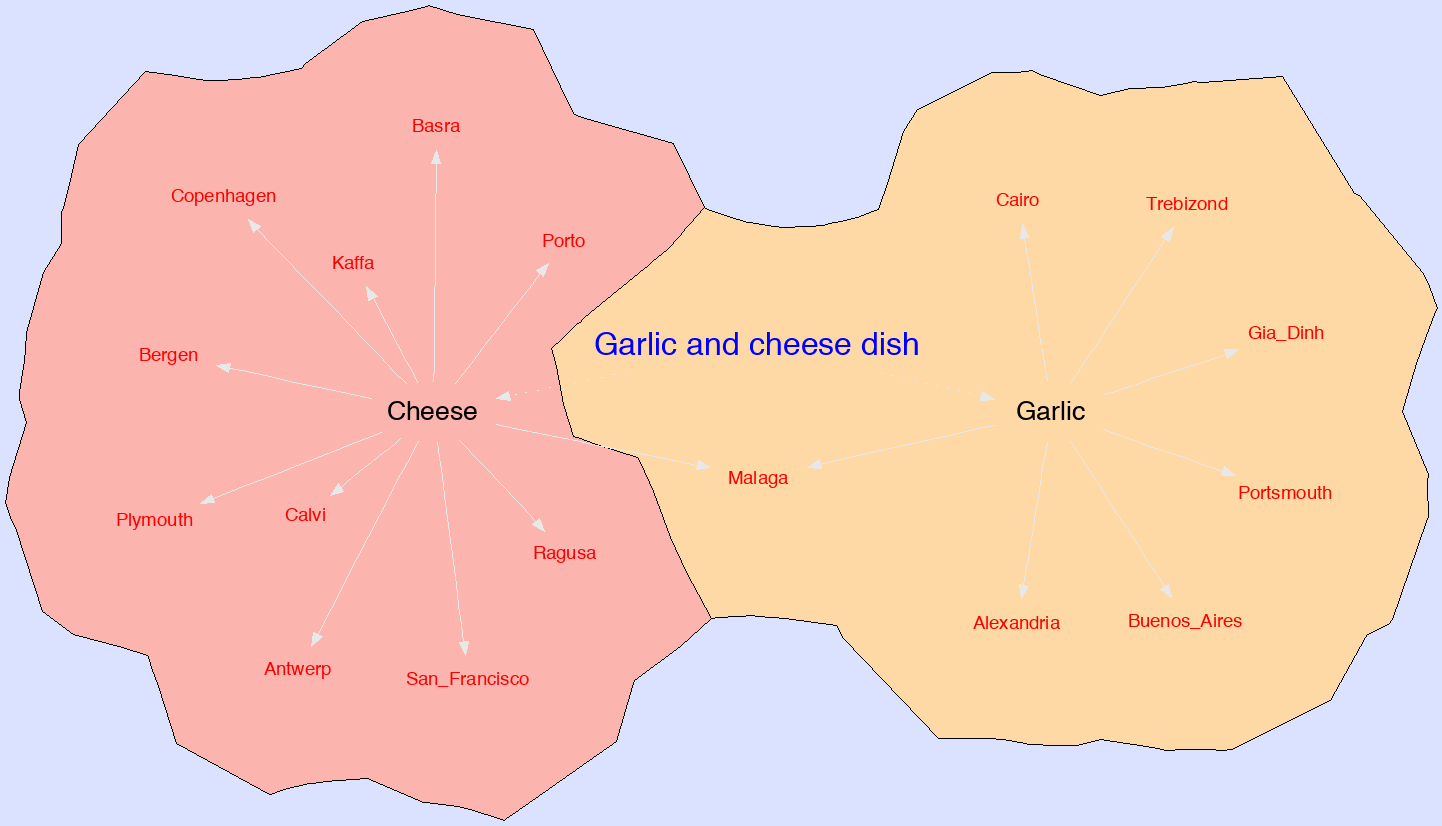 Basra
Copenhagen
Cairo
Trebizond
Porto
Kaffa
Gia_Dinh
Garlic and cheese dish
Bergen
Cheese
Garlic
Malaga
Portsmouth
Calvi
Plymouth
Ragusa
Buenos_Aires
Alexandria
Antwerp
San_Francisco